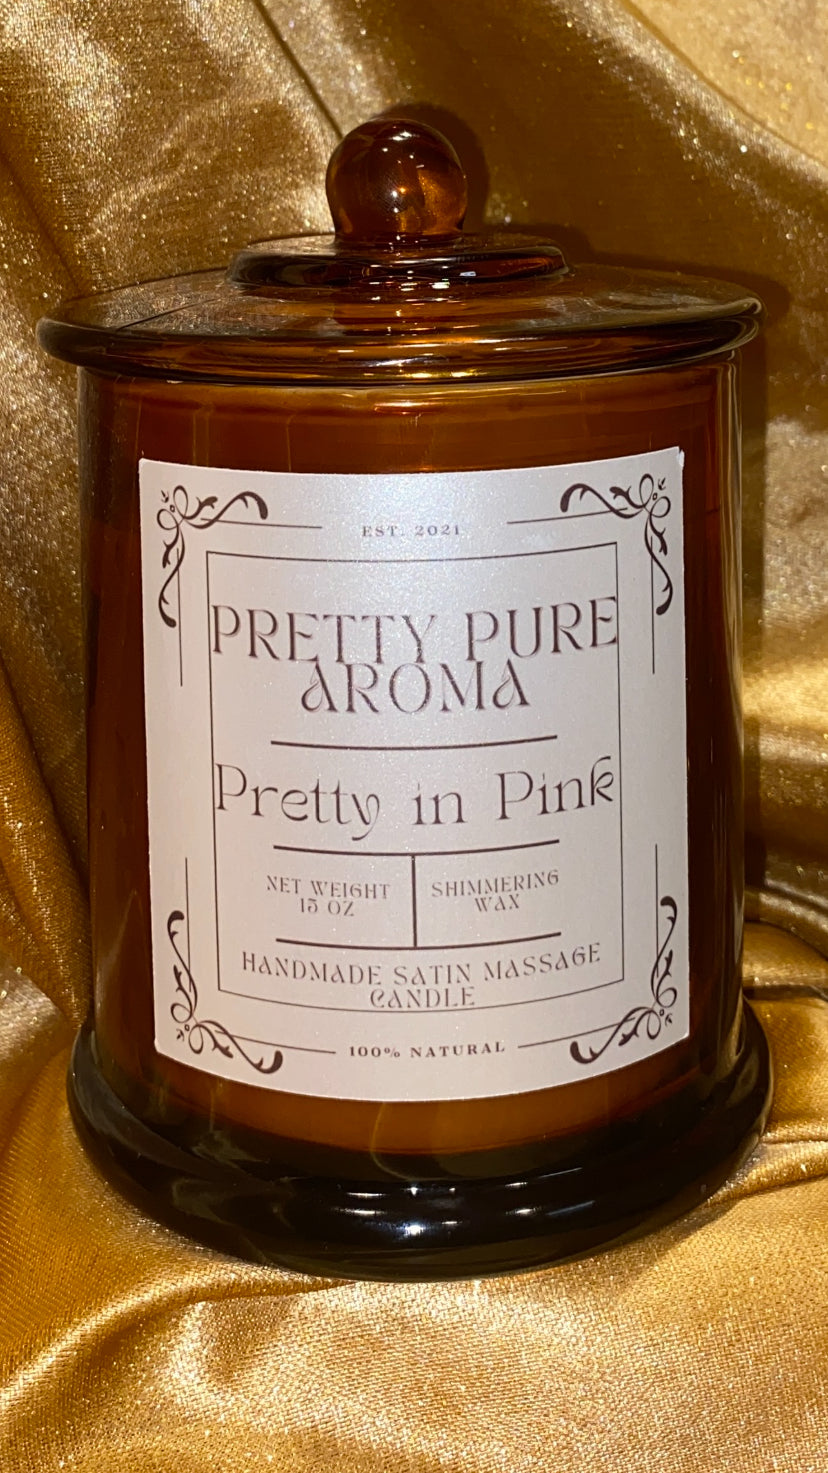 EST. 2021
PRETTY PURE
AROMA
Pretty in Pink
NET WEIGHT
15 OZ
SHIMMERING
WAX
HANDMADE SATIN MASSAGE
CANDLE
100% NATURAL